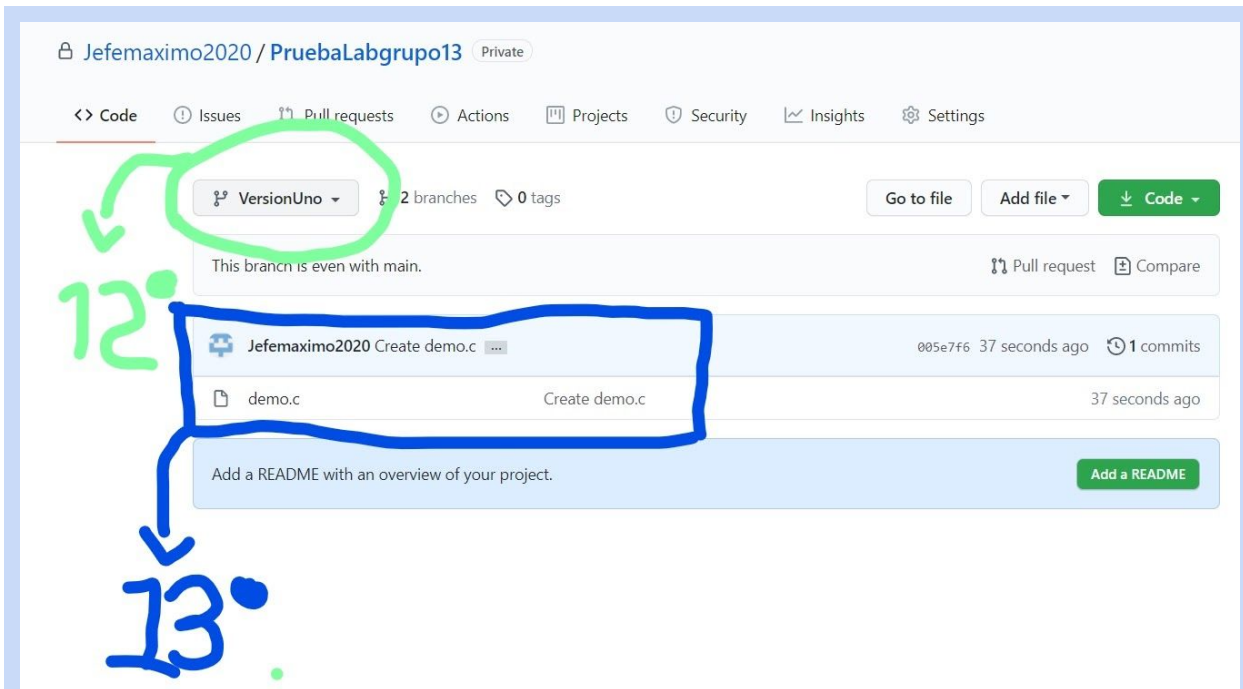 Jefemaximo2020 / PruebaLabgrupo13 Private
<> Code Issues Pull requests Actions Projects Security Insights Settings
VersionUno 2 branches 0 tags Go to file Add file Code
This branch is even with main. Pull request Compare
12°
Jefemaximo2020 Create demo.c ... 005e7f6 37 seconds ago 1 commits
demo.c Create demo.c 37 seconds ago
Add a README with an overview of your project. Add a README
13°